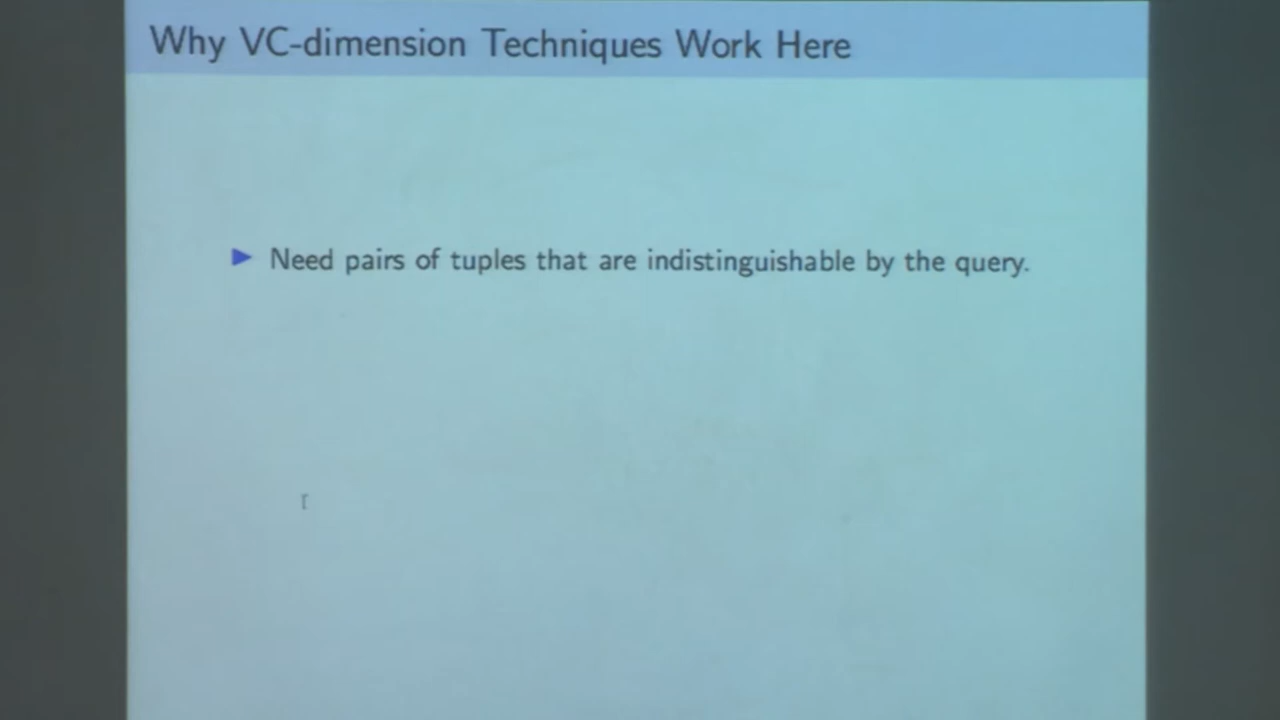 Why VC-dimension Techniques Work Here
Need pairs of tuples that are indistinguishable by the query.